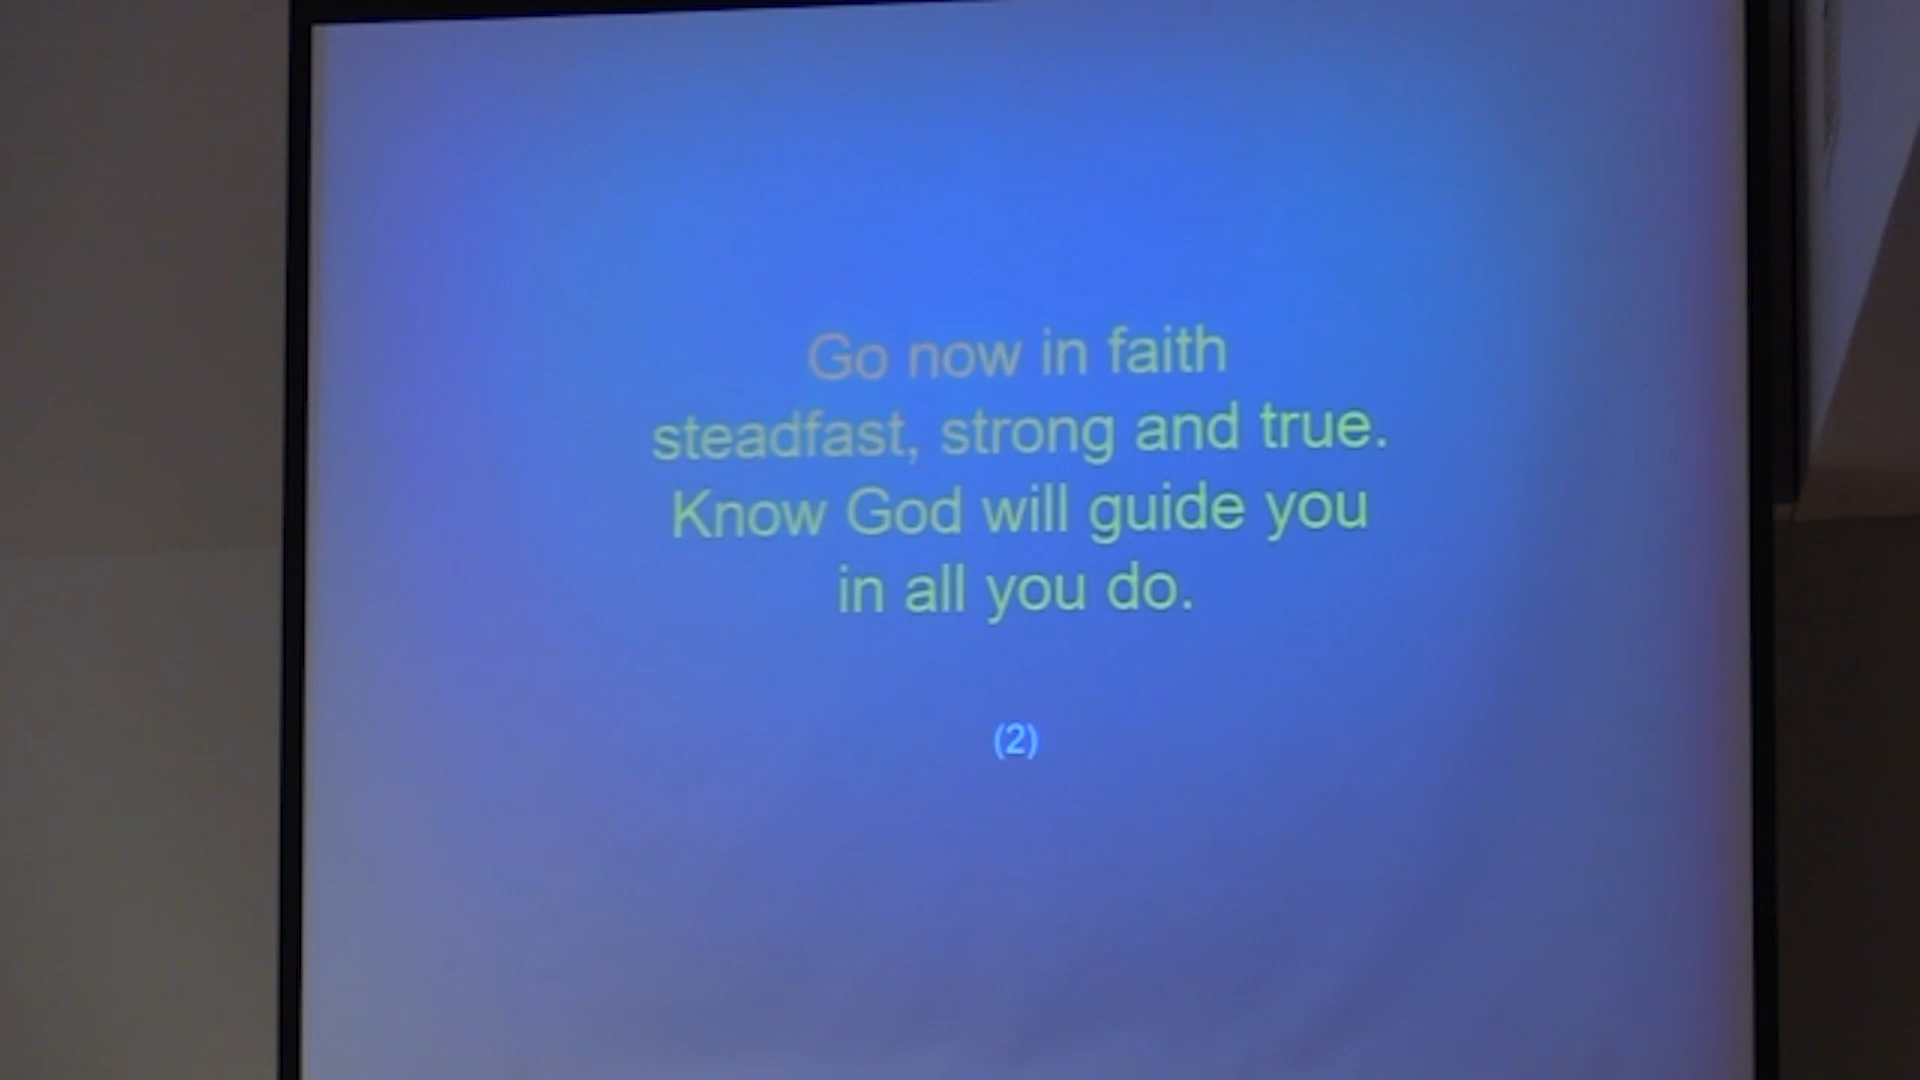 Go now in faith
steadfast, strong and true.
Know God will guide you
in all you do.
(2)